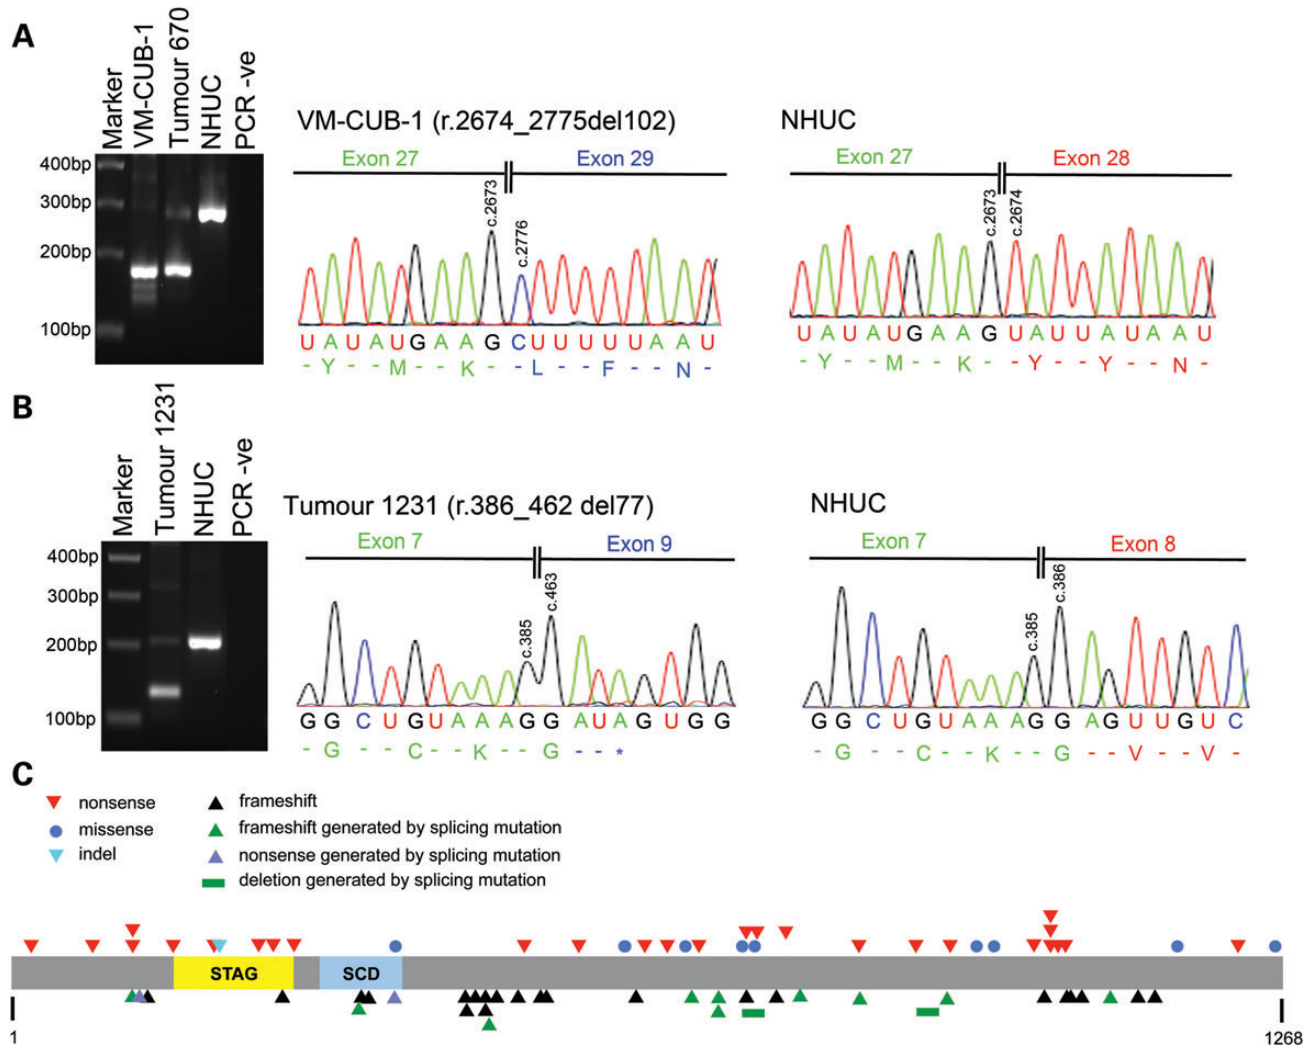 A
Marker
VM-CUB-1
Tumour 670
NHUC
PCR -ve
400bp
300bp
200bp
100bp
VM-CUB-1 (r.2674_2775del102)
Exon 27
Exon 29
c.2673
c.2776
U A U A U G A A G C U U U U U A A U
- Y - - M - - K - - L - - F - - N -
NHUC
Exon 27
Exon 28
c.2673
c.2674
U A U A U G A A G U A U U A U A A U
- Y - - M - - K - - Y - - Y - - N -
B
Marker
Tumour 1231
NHUC
PCR -ve
400bp
300bp
200bp
100bp
Tumour 1231 (r.386_462 del77)
Exon 7
Exon 9
c.385
c.463
G G C U G U A A A G G A U A G U G G
- G - - C - - K - - G - - *
NHUC
Exon 7
Exon 8
c.385
c.386
G G C U G U A A A G G A G U U G U C
- G - - C - - K - - G - - V - - V -
C
nonsense
missense
indel
frameshift
frameshift generated by splicing mutation
nonsense generated by splicing mutation
deletion generated by splicing mutation
STAG
SCD
1
1268